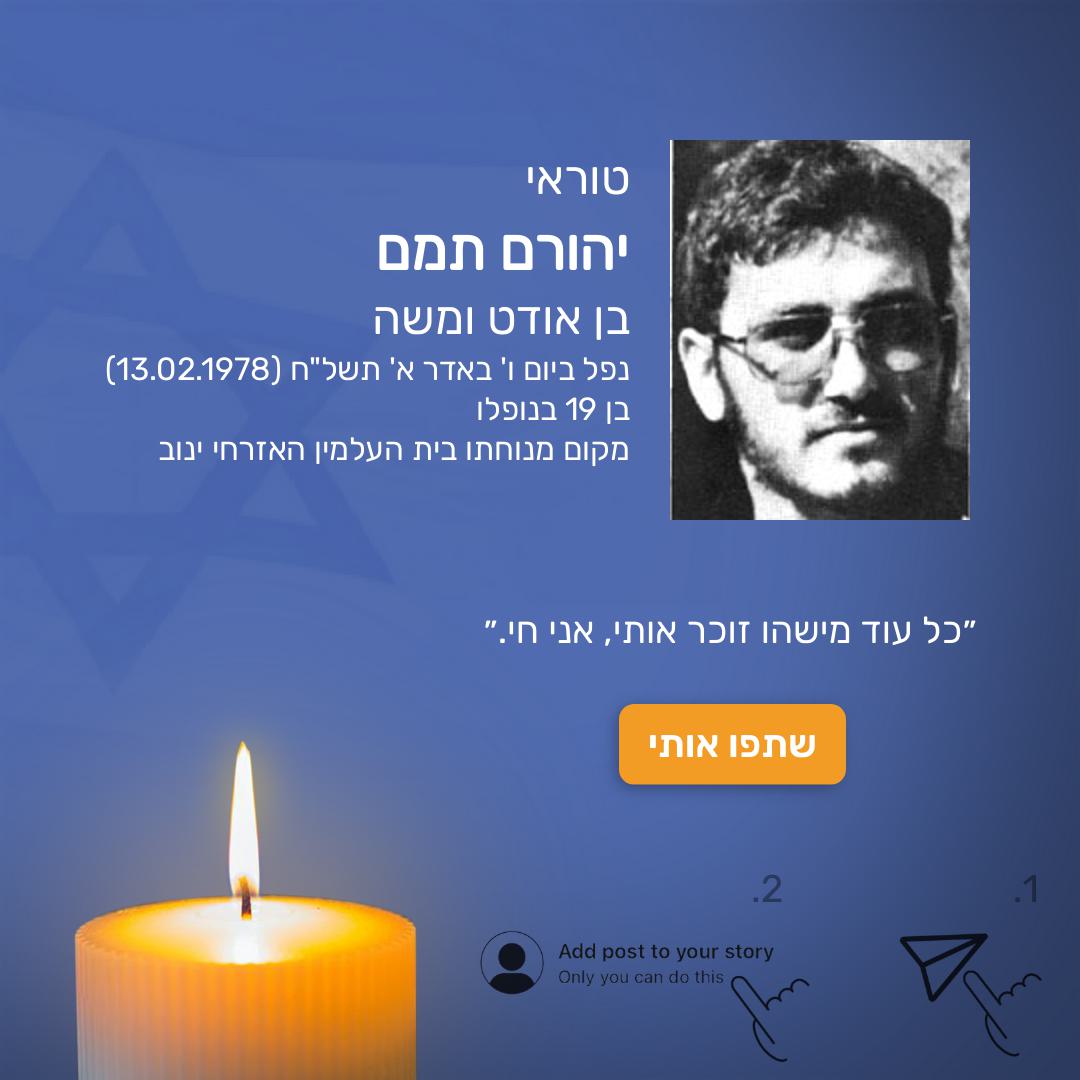 טוראי
יהורם תמם
בן אודט ומשה
נפל ביום ו' באדר א' תשל"ח (13.02.1978)
בן 19 בנופלו
מקום מנוחתו בית העלמין האזרחי ינוב
״כל עוד מישהו זוכר אותי, אני חי.״
שתפו אותי
1.
2.
Add post to your story
Only you can do this